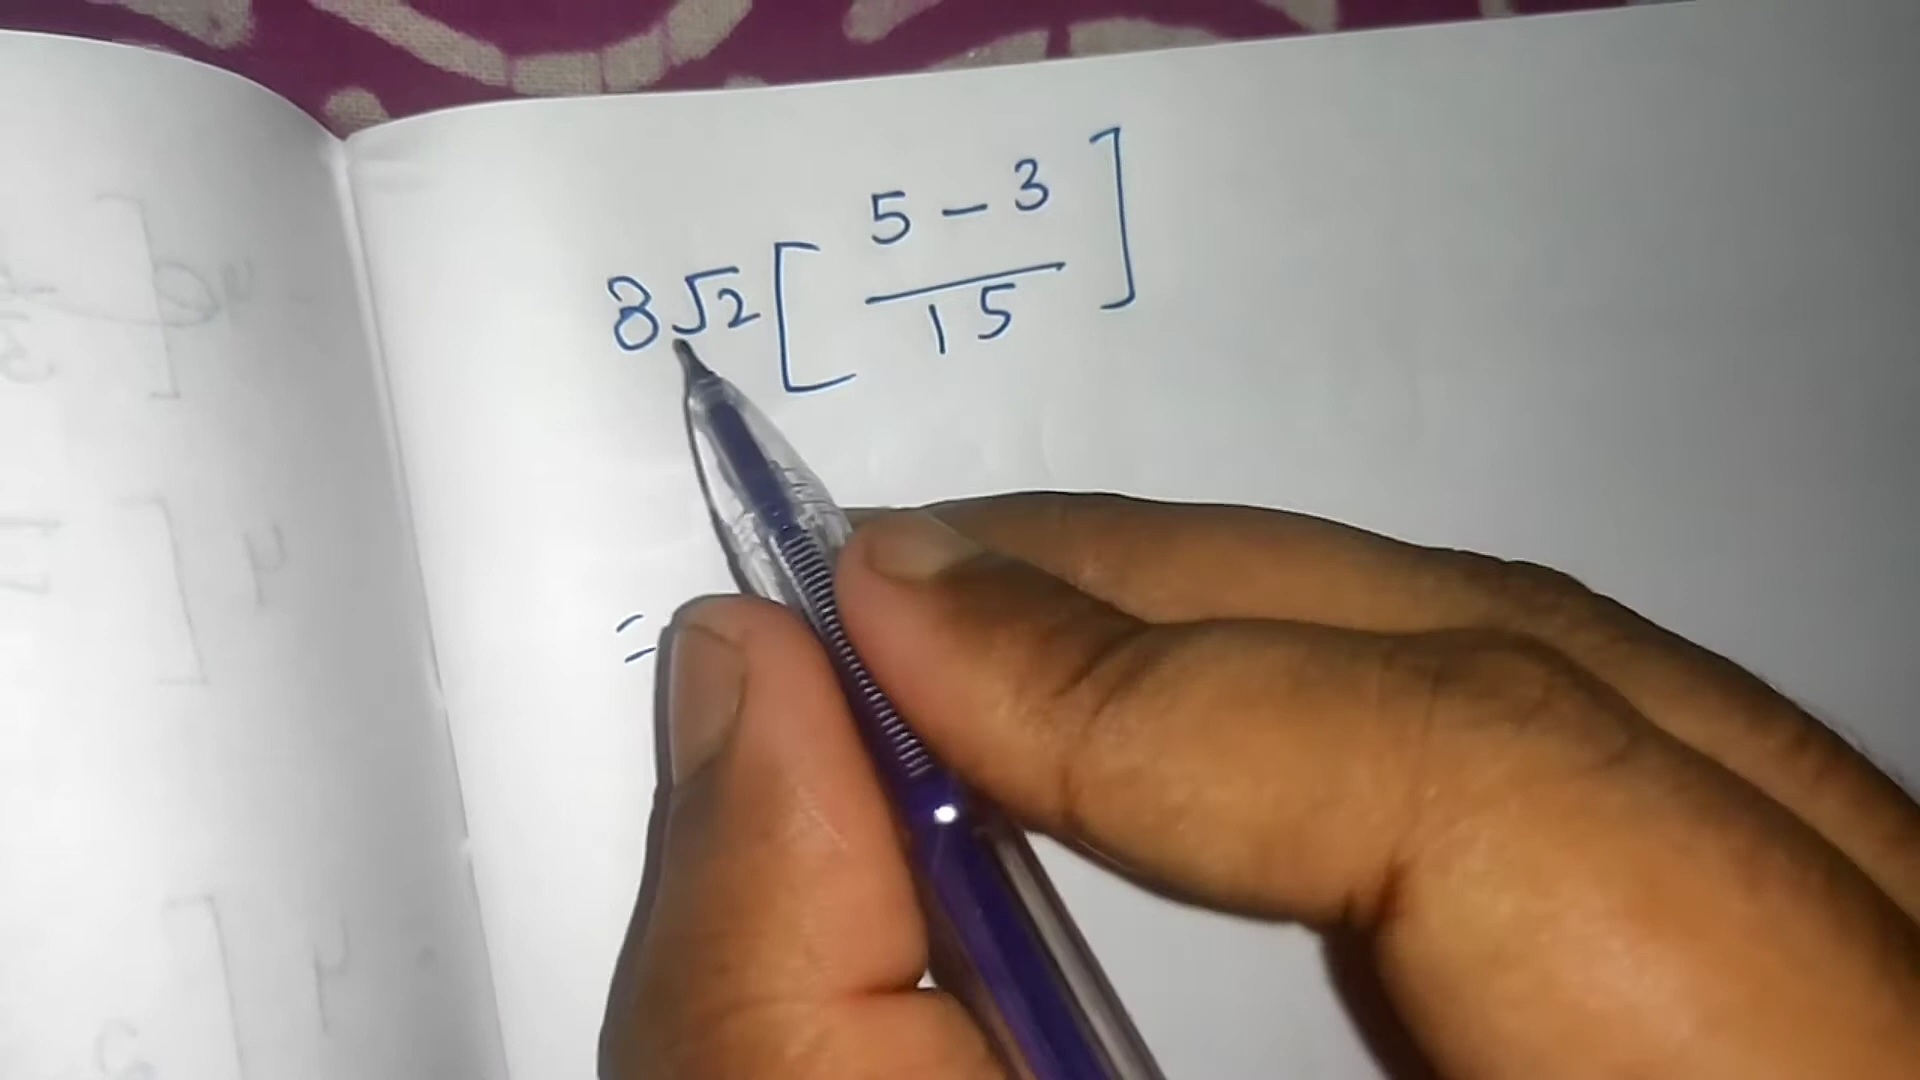 8√2 [ (5 - 3) / 15 ]
=